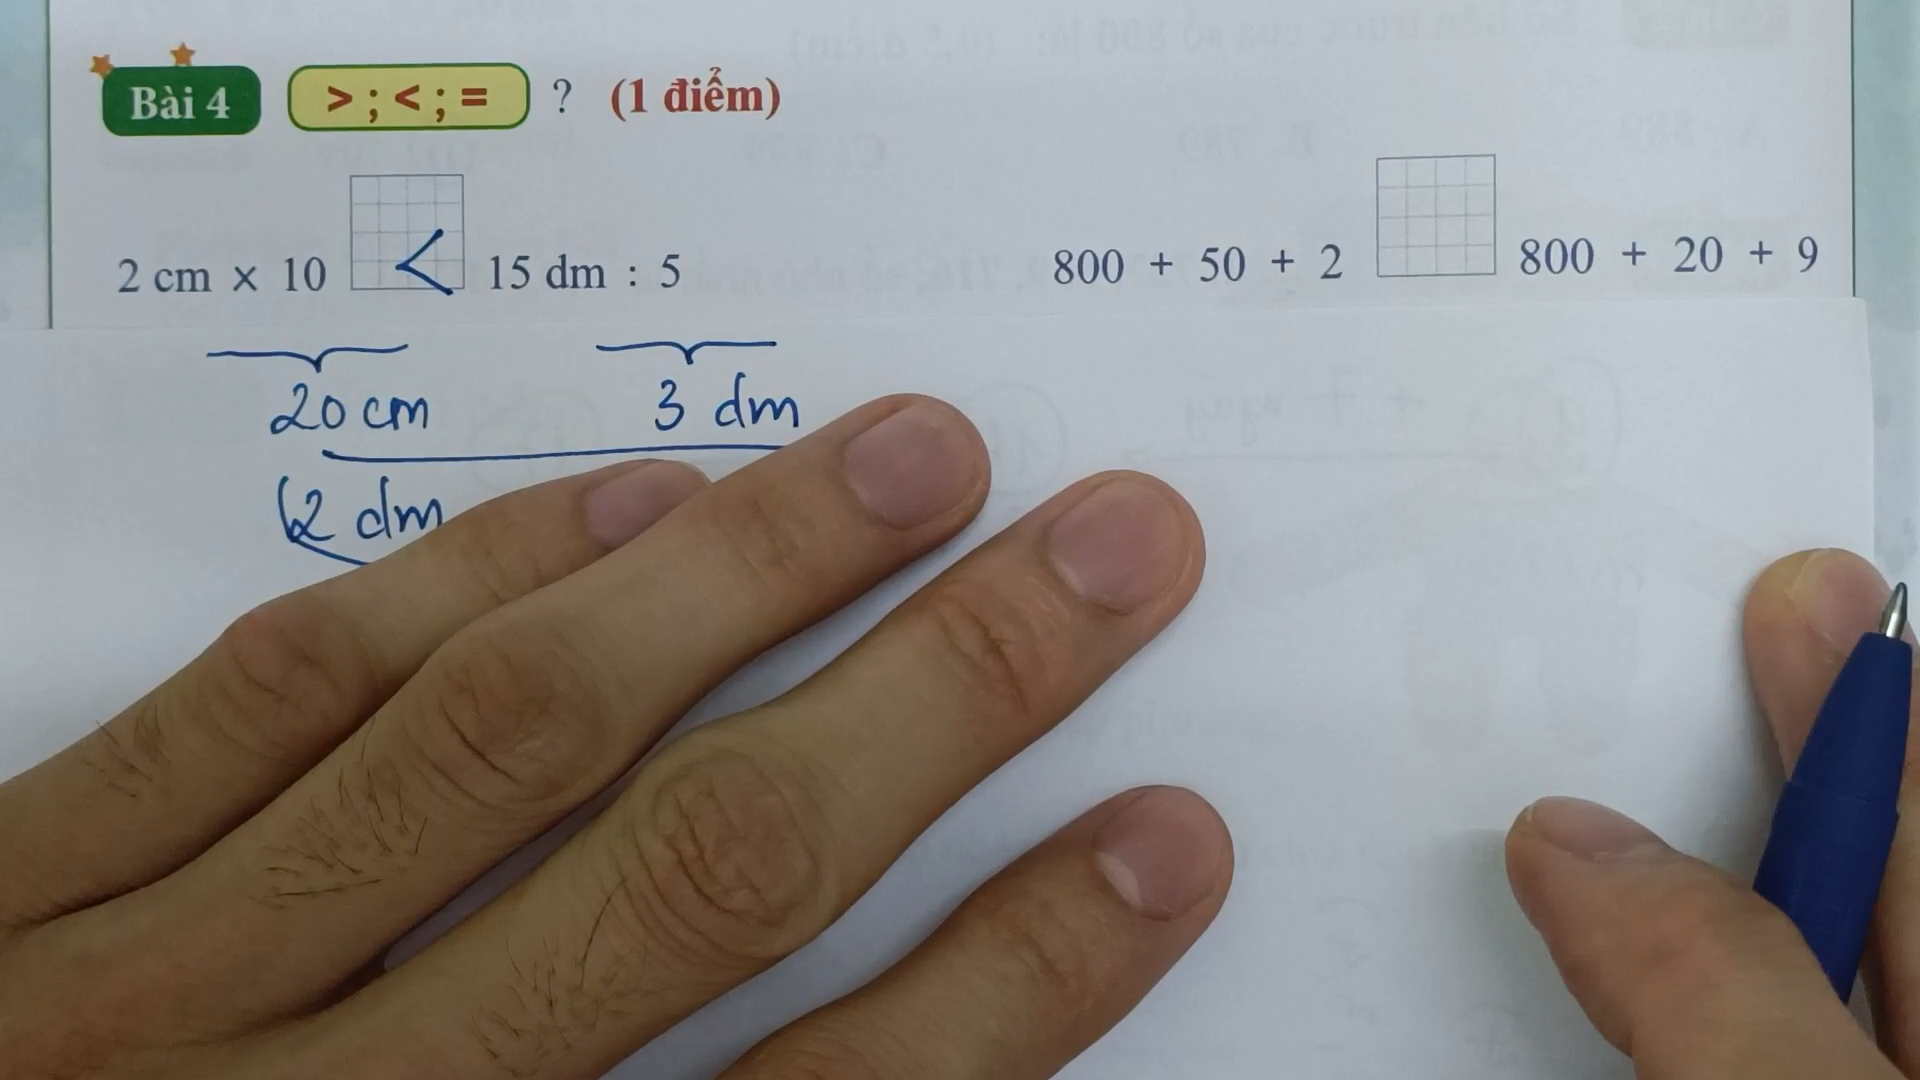 Bài 4 > ; < ; = ? (1 điểm)
2 cm × 10 < 15 dm : 5
800 + 50 + 2 800 + 20 + 9
20 cm 3 dm
2 dm